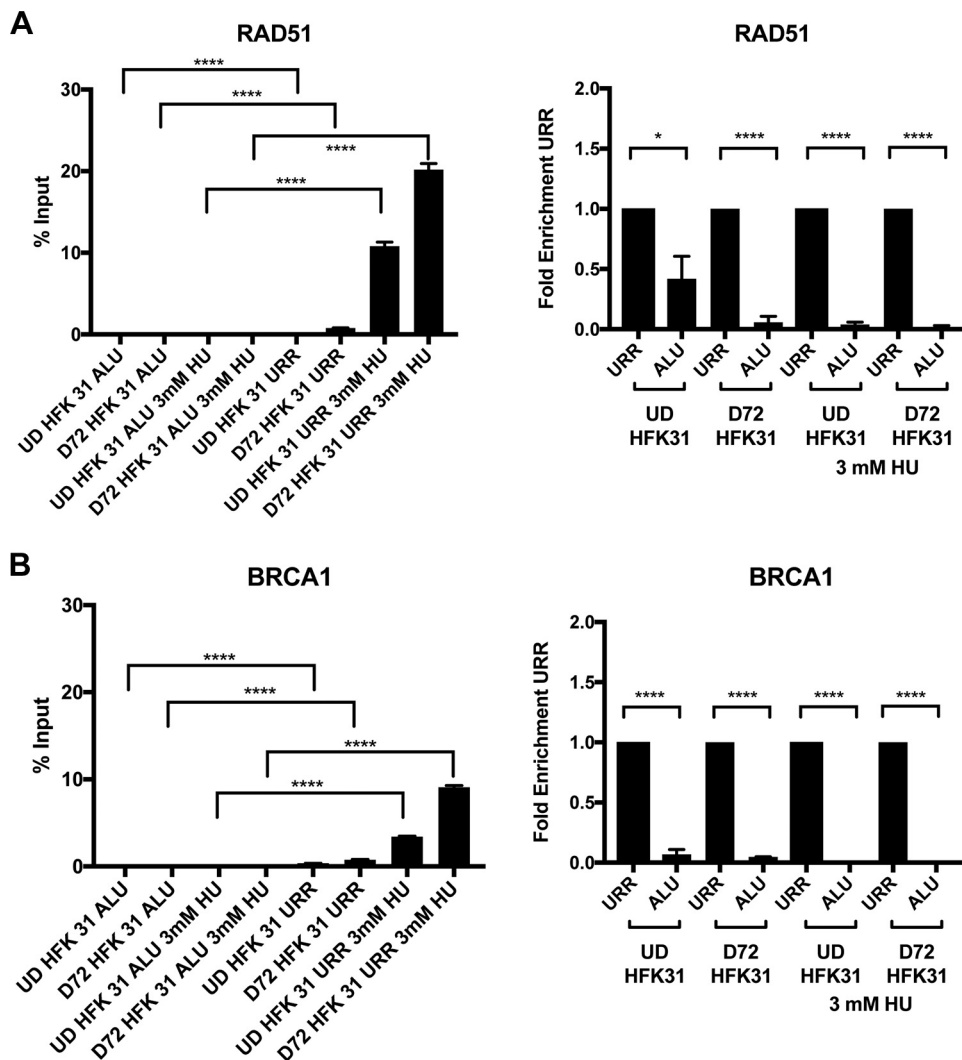 A
RAD51
****
****
****
****
30
20
10
0
% Input
UD HFK 31 ALU
D72 HFK 31 ALU
UD HFK 31 ALU 3mM HU
D72 HFK 31 ALU 3mM HU
UD HFK 31 URR
D72 HFK 31 URR
UD HFK 31 URR 3mM HU
D72 HFK 31 URR 3mM HU
RAD51
2.0
1.5
1.0
0.5
0.0
Fold Enrichment URR
*
****
****
****
URR
ALU
URR
ALU
URR
ALU
URR
ALU
UD
HFK31
D72
HFK31
UD
HFK31
D72
HFK31
3 mM HU
B
BRCA1
30
20
10
0
% Input
****
****
****
****
UD HFK 31 ALU
D72 HFK 31 ALU
UD HFK 31 ALU 3mM HU
D72 HFK 31 ALU 3mM HU
UD HFK 31 URR
D72 HFK 31 URR
UD HFK 31 URR 3mM HU
D72 HFK 31 URR 3mM HU
BRCA1
2.0
1.5
1.0
0.5
0.0
Fold Enrichment URR
****
****
****
****
URR
ALU
URR
ALU
URR
ALU
URR
ALU
UD
HFK31
D72
HFK31
UD
HFK31
D72
HFK31
3 mM HU